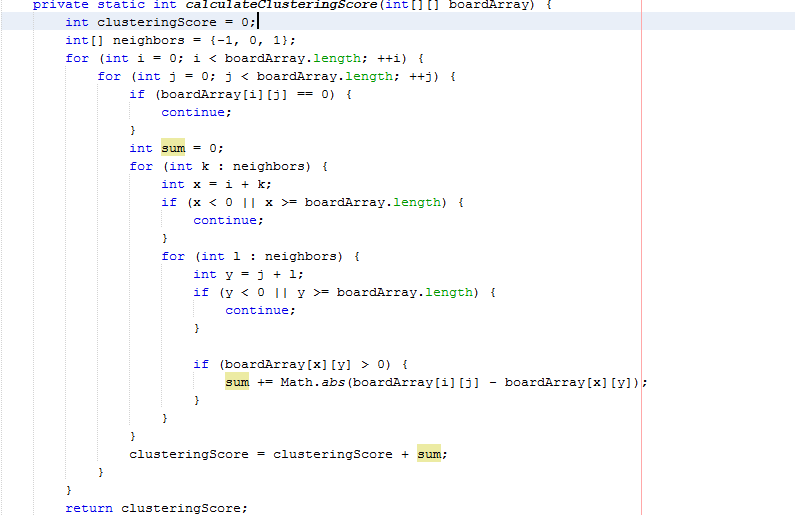 private static int calculateClusteringScore(int[][] boardArray) {
int clusteringScore = 0;
int[] neighbors = {-1, 0, 1};
for (int i = 0; i < boardArray.length; ++i) {
for (int j = 0; j < boardArray.length; ++j) {
if (boardArray[i][j] == 0) {
continue;
}
int sum = 0;
for (int k : neighbors) {
int x = i + k;
if (x < 0 || x >= boardArray.length) {
continue;
}
for (int l : neighbors) {
int y = j + l;
if (y < 0 || y >= boardArray.length) {
continue;
}
if (boardArray[x][y] > 0) {
sum += Math.abs(boardArray[i][j] - boardArray[x][y]);
}
}
}
clusteringScore = clusteringScore + sum;
}
}
return clusteringScore;